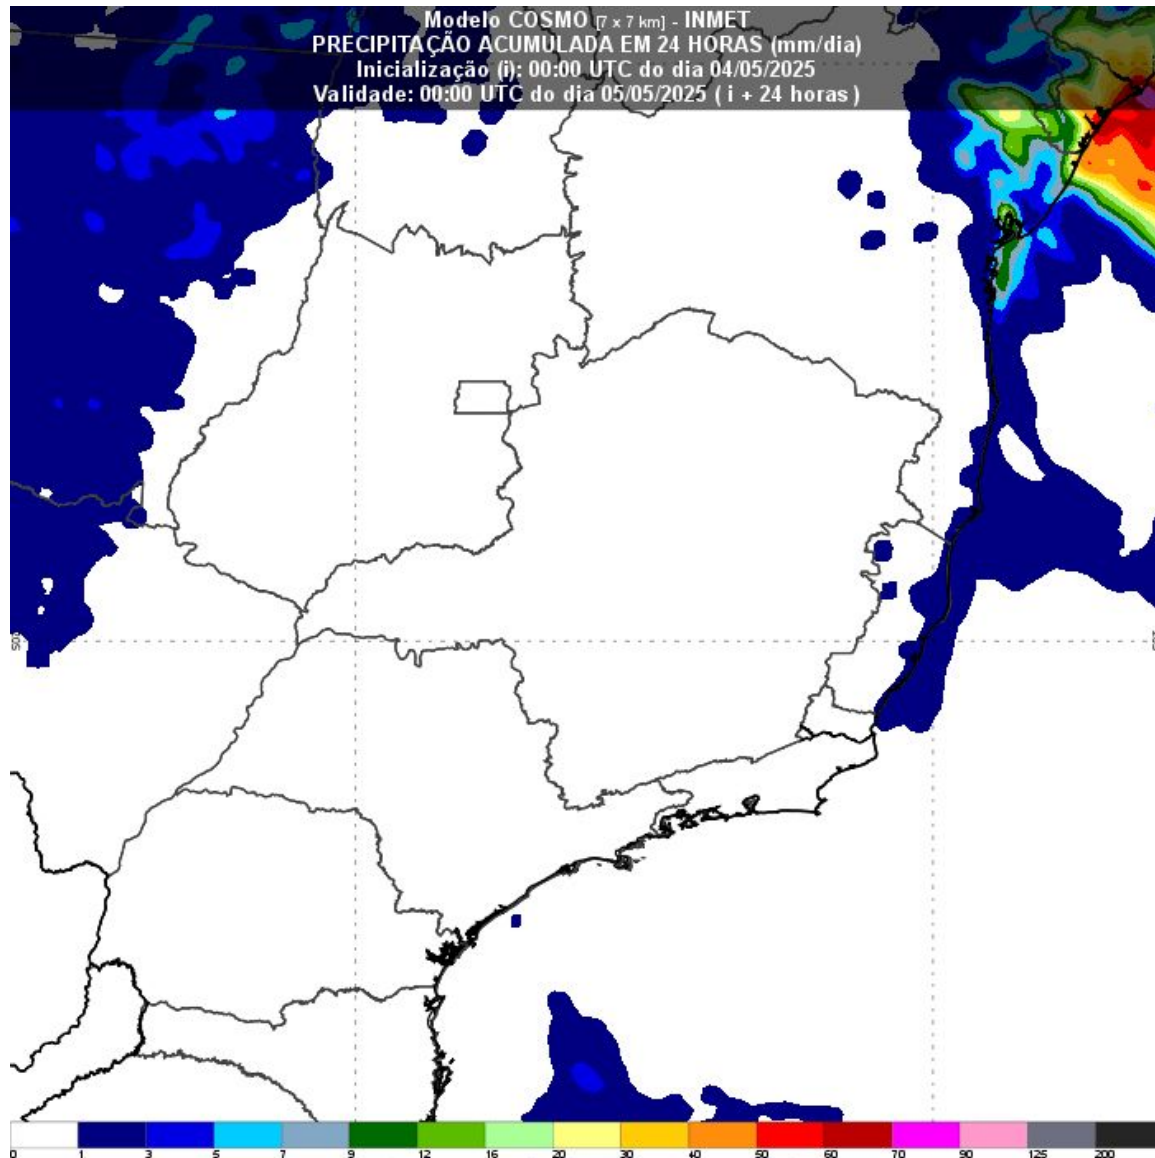 Modelo COSMO [7 x 7 km] - INMET
PRECIPITAÇÃO ACUMULADA EM 24 HORAS (mm/dia)
Inicialização (i): 00:00 UTC do dia 04/05/2025
Validade: 00:00 UTC do dia 05/05/2025 ( i + 24 horas )
0 1 3 5 7 9 12 16 20 30 40 50 60 70 90 125 200